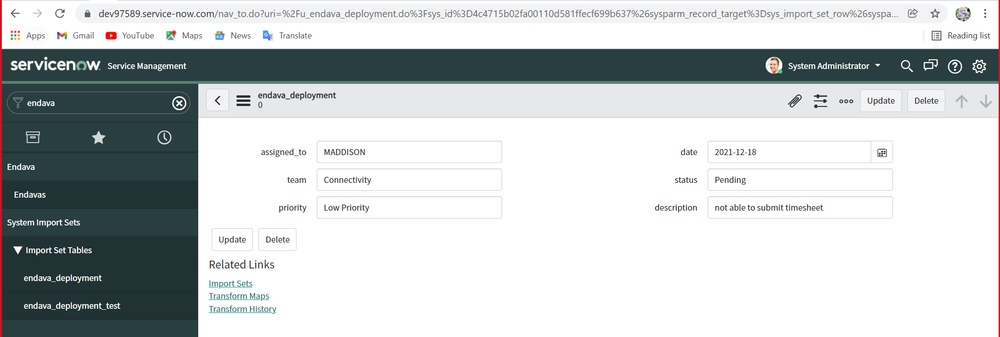 dev97589.service-now.com/nav_to.do?uri=%2Fu_endava_deployment.do%3Fsys_id%3D4c4715b02fa00110d581ffecf699b637%26sysparm_record_target%3Dsys_import_set_row%26syspa...
Apps Gmail YouTube Maps News Translate Reading list
servicenow Service Management System Administrator
endava
endava_deployment
0
Update Delete
Endava
Endavas
System Import Sets
Import Set Tables
endava_deployment
endava_deployment_test
assigned_to MADDISON date 2021-12-18
team Connectivity status Pending
priority Low Priority description not able to submit timesheet
Update Delete
Related Links
Import Sets
Transform Maps
Transform History